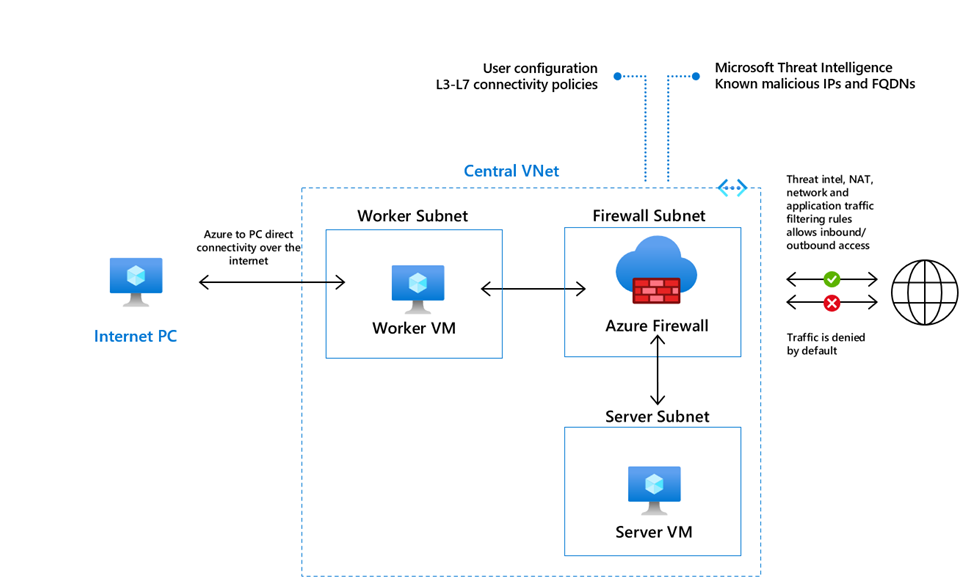 User configuration
L3-L7 connectivity policies
Microsoft Threat Intelligence
Known malicious IPs and FQDNs
Central VNet
Threat intel, NAT,
network and
application traffic
filtering rules
allows inbound/
outbound access
Worker Subnet
Firewall Subnet
Azure to PC direct
connectivity over the
internet
Internet PC
Worker VM
Azure Firewall
Traffic is denied
by default
Server Subnet
Server VM